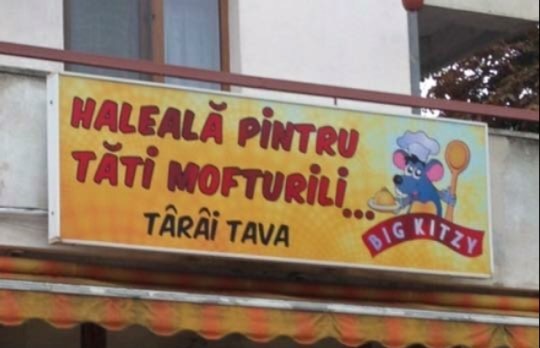 HALEALĂ PINTRU
TĂTI MOFTURILI...
TÂRÂI TAVA
BIG KITZY